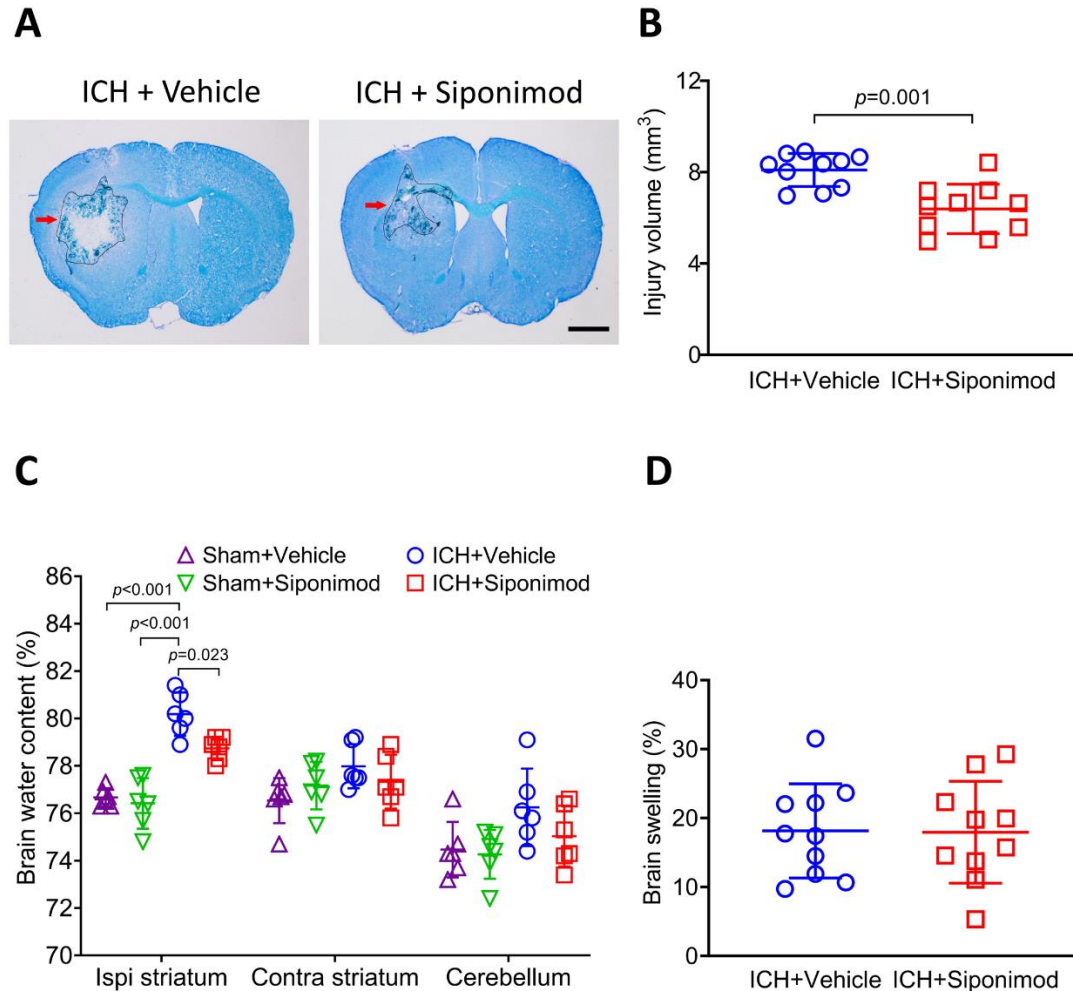 A
ICH + Vehicle
ICH + Siponimod
B
12
8
4
0
Injury volume (mm³)
p=0.001
ICH+Vehicle
ICH+Siponimod
C
Sham+Vehicle
ICH+Vehicle
Sham+Siponimod
ICH+Siponimod
86
84
82
80
78
76
74
72
70
Brain water content (%)
p<0.001
p<0.001
p=0.023
Ispi striatum
Contra striatum
Cerebellum
D
40
30
20
10
0
Brain swelling (%)
ICH+Vehicle
ICH+Siponimod